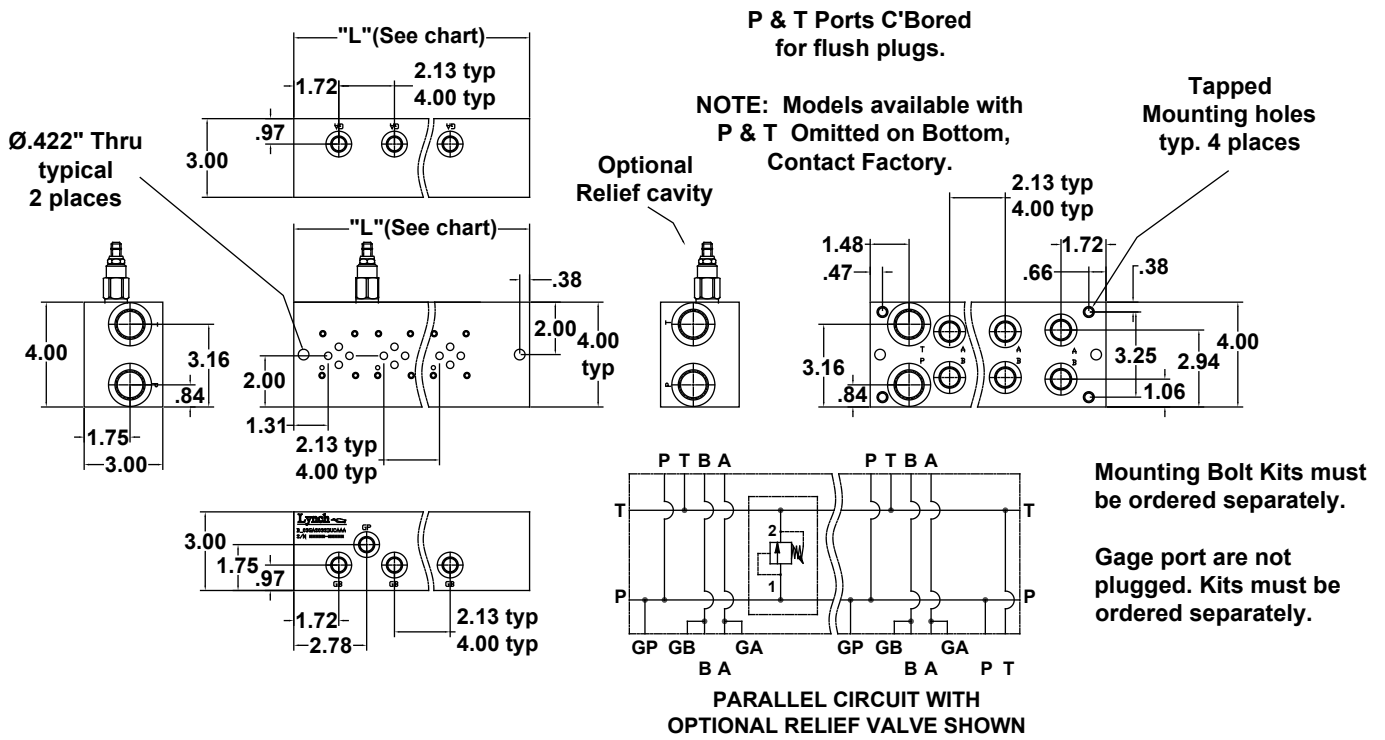 P & T Ports C'Bored
for flush plugs.
"L"(See chart)
1.72
2.13 typ
4.00 typ
.97
3.00
GA
GA
GA
NOTE: Models available with
P & T Omitted on Bottom,
Contact Factory.
Tapped
Mounting holes
typ. 4 places
Ø.422" Thru
typical
2 places
Optional
Relief cavity
"L"(See chart)
.38
2.00
4.00
typ
2.00
1.31
2.13 typ
4.00 typ
4.00
3.16
.84
1.75
3.00
T
P
T
P
2.13 typ
4.00 typ
1.48
.47
1.72
.66
.38
3.16
.84
T
P
A
B
A
B
A
B
3.25
2.94
4.00
1.06
Lynch
GP
GB
GB
GB
3.00
1.75
.97
1.72
2.78
2.13 typ
4.00 typ
P T B A
P T B A
T
T
2
1
P
P
GP GB GA
B A
GP GB GA
B A P T
PARALLEL CIRCUIT WITH
OPTIONAL RELIEF VALVE SHOWN
Mounting Bolt Kits must
be ordered separately.
Gage port are not
plugged. Kits must be
ordered separately.